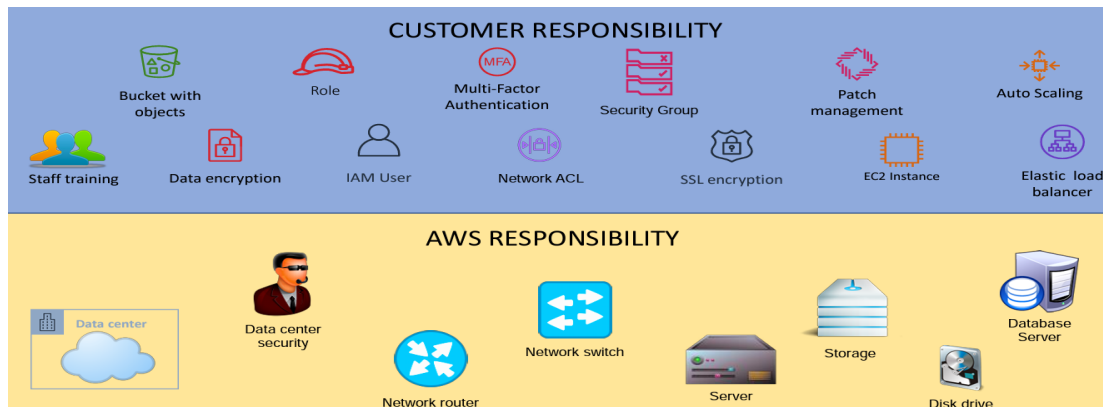 CUSTOMER RESPONSIBILITY
Bucket with
objects
Role
MFA
Multi-Factor
Authentication
Security Group
Patch
management
Auto Scaling
Staff training
Data encryption
IAM User
Network ACL
SSL encryption
EC2 Instance
Elastic load
balancer
AWS RESPONSIBILITY
Data center
Data center
security
Network router
Network switch
Server
Storage
Disk drive
Database
Server